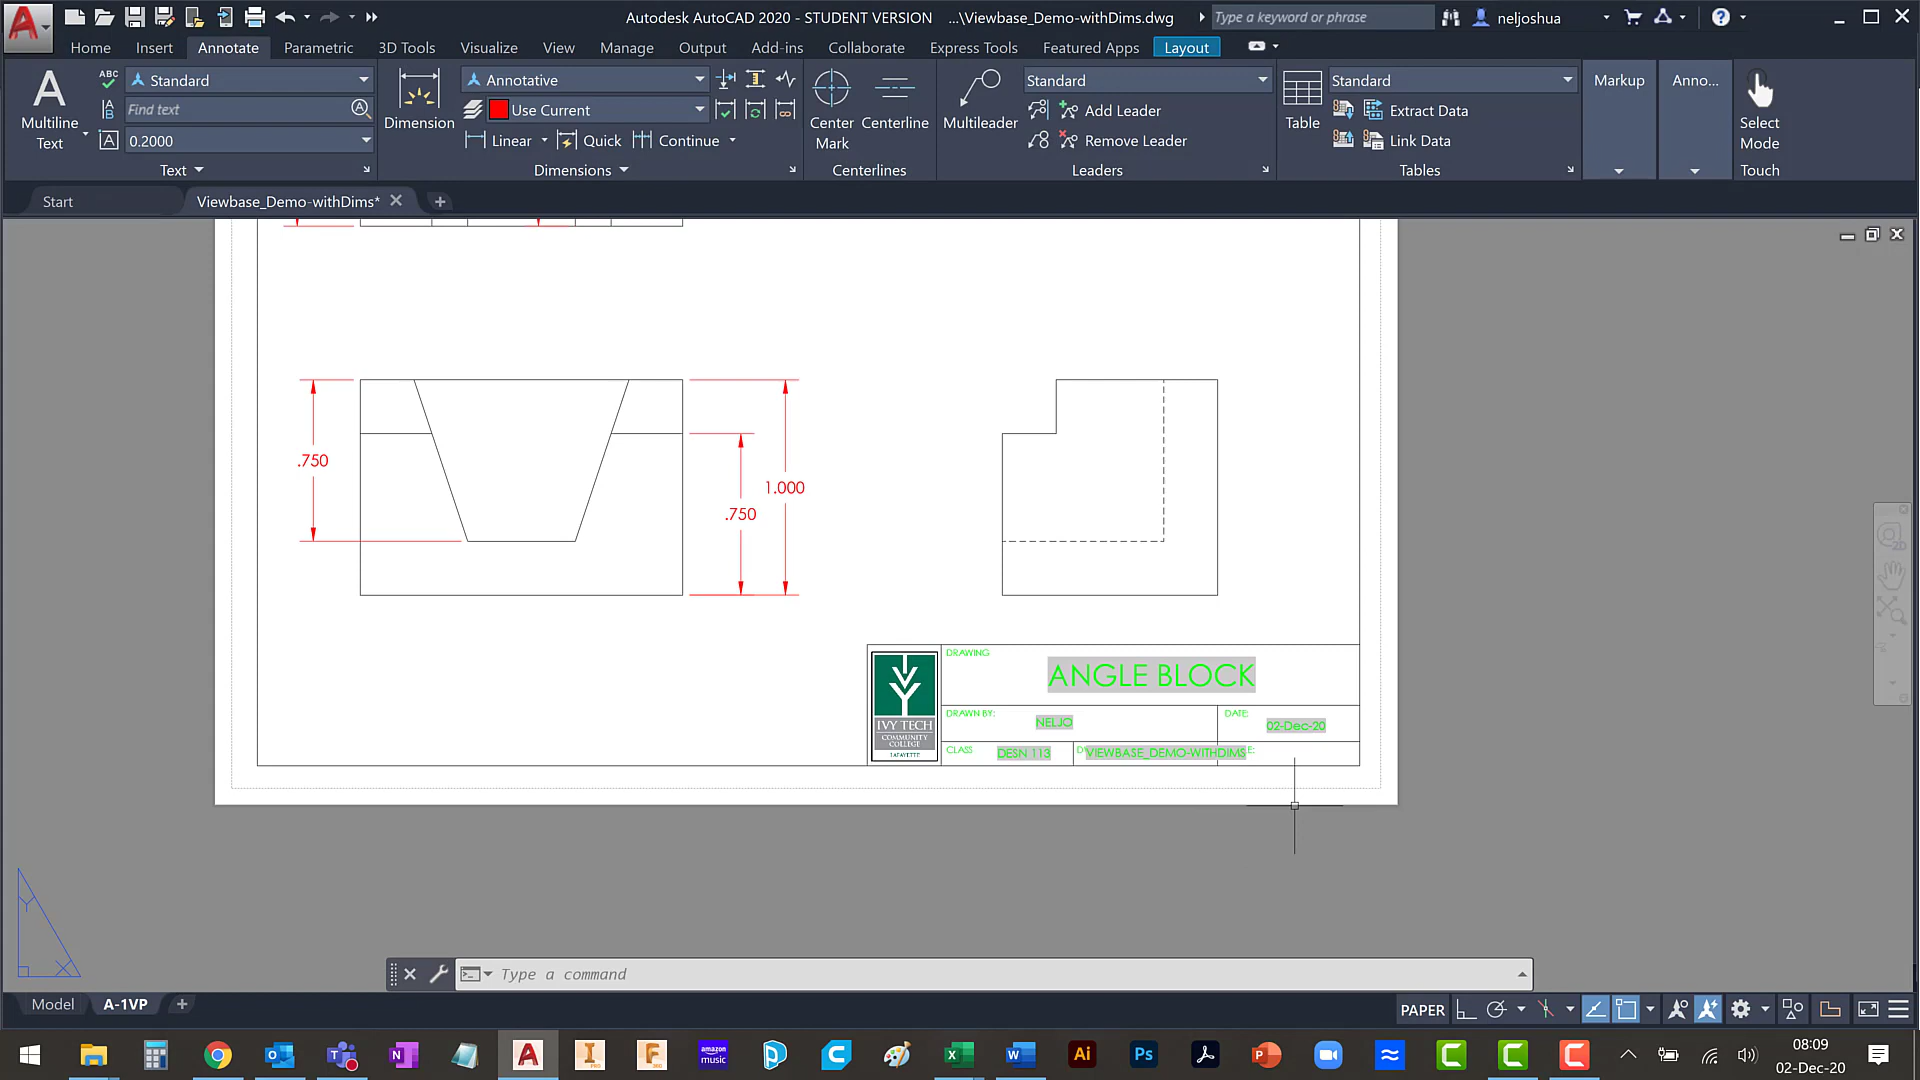 Autodesk AutoCAD 2020 - STUDENT VERSION ...\Viewbase_Demo-withDims.dwg
Type a keyword or phrase
neljoshua
Home Insert Annotate Parametric 3D Tools Visualize View Manage Output Add-ins Collaborate Express Tools Featured Apps Layout
Multiline
Text
ABC
Standard
Find text
0.2000
Text
Dimension
Annotative
Use Current
Linear
Quick
Continue
Dimensions
Center
Mark
Centerline
Centerlines
Multileader
Standard
Add Leader
Remove Leader
Leaders
Table
Standard
Extract Data
Link Data
Tables
Markup
Anno...
Select
Mode
Touch
Start
Viewbase_Demo-withDims*
.750
.750
1.000
DRAWING
ANGLE BLOCK
IVY TECH
COMMUNITY
COLLEGE
LAFAYETTE
DRAWN BY:
NELJO
DATE:
02-Dec-20
CLASS
DESN 113
VIEWBASE_DEMO-WITHDIMS
E:
Y
X
Type a command
Model
A-1VP
PAPER
amazon
music
08:09
02-Dec-20